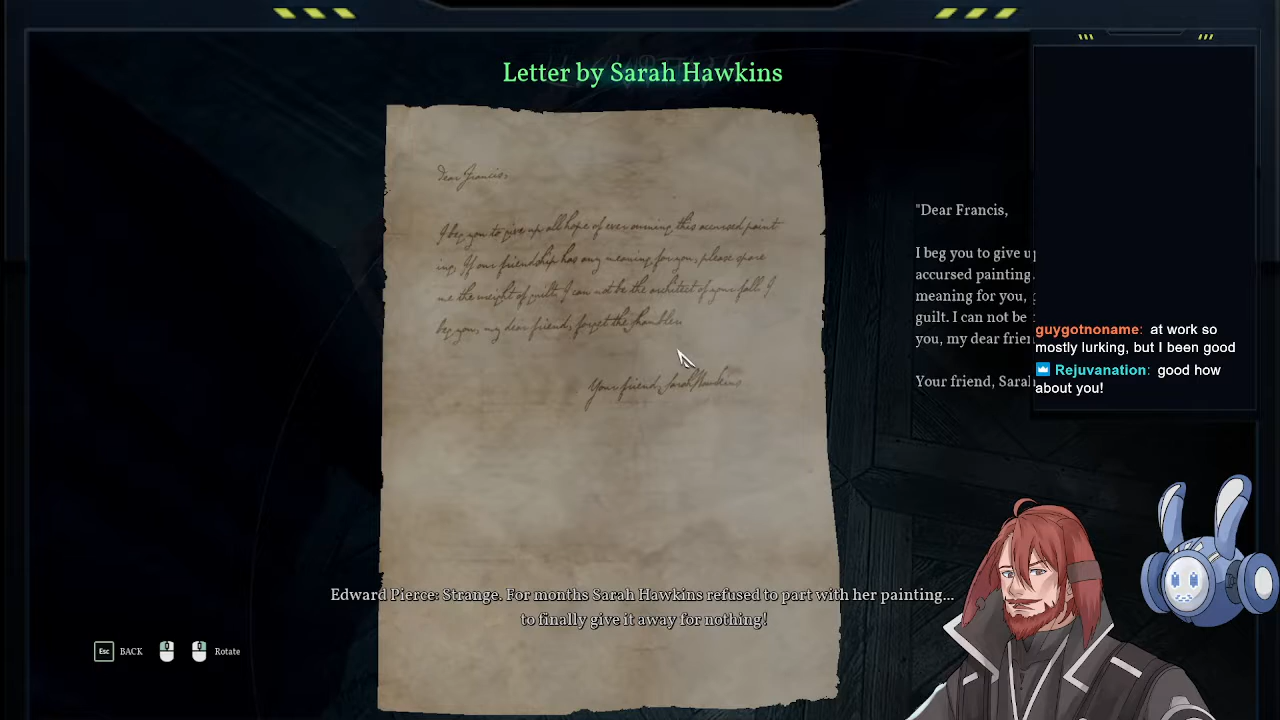 Letter by Sarah Hawkins
Dear Francis,
I beg you to give up all hope of ever owning this accursed paint
ing. If our friendship has any meaning for you, please spare
me the weight of guilt. I can not be the architect of your fall. I
beg you, my dear friend, forget the Shambler.
Your friend, Sarah Hawkins
"Dear Francis,
I beg you to give u
accursed painting.
meaning for you,
guilt. I can not be
you, my dear frien
Your friend, Sarah
guygotnoname: at work so
mostly lurking, but I been good
Rejuvanation: good how
about you!
Edward Pierce: Strange. For months Sarah Hawkins refused to part with her painting...
to finally give it away for nothing!
Esc BACK Rotate